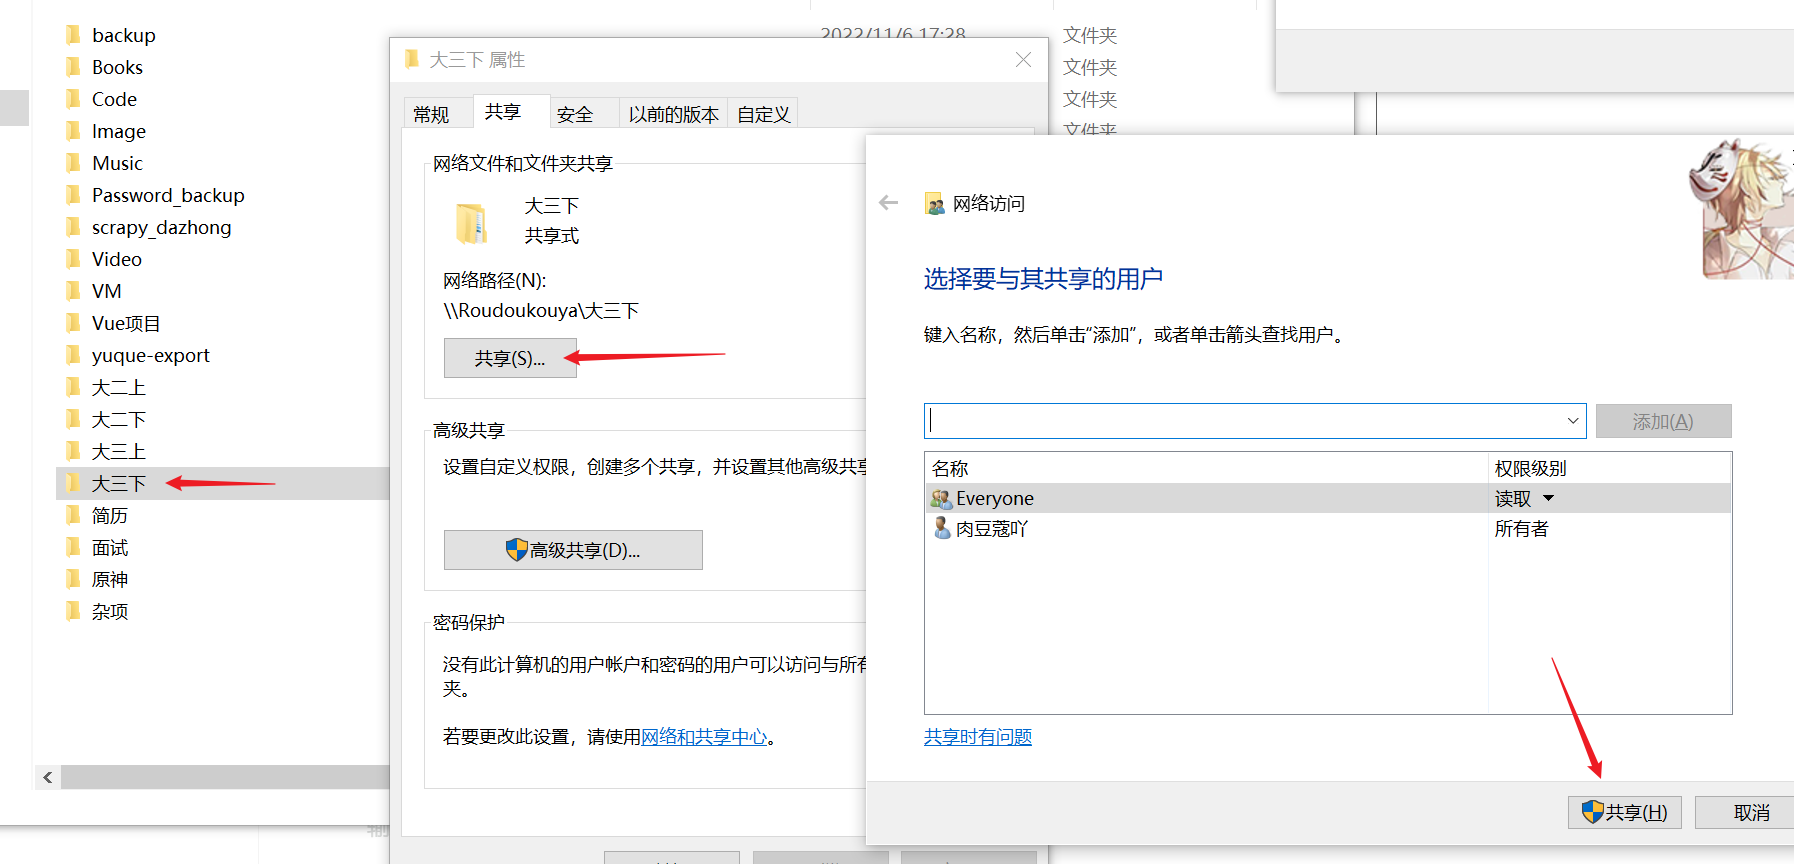 backup
Books
Code
Image
Music
Password_backup
scrapy_dazhong
Video
VM
Vue项目
yuque-export
大二上
大二下
大三上
大三下
简历
面试
原神
杂项
2022/11/6 17:28
文件夹
文件夹
文件夹
文件夹
大三下 属性
常规 共享 安全 以前的版本 自定义
网络文件和文件夹共享
大三下
共享式
网络路径(N):
\\Roudoukouya\大三下
共享(S)...
高级共享
设置自定义权限，创建多个共享，并设置其他高级共享
高级共享(D)...
密码保护
没有此计算机的用户帐户和密码的用户可以访问与所有
夹。
若要更改此设置，请使用网络和共享中心。
网络访问
选择要与其共享的用户
键入名称，然后单击“添加”，或者单击箭头查找用户。
添加(A)
名称 权限级别
Everyone 读取
肉豆蔻吖 所有者
共享时有问题
共享(H) 取消